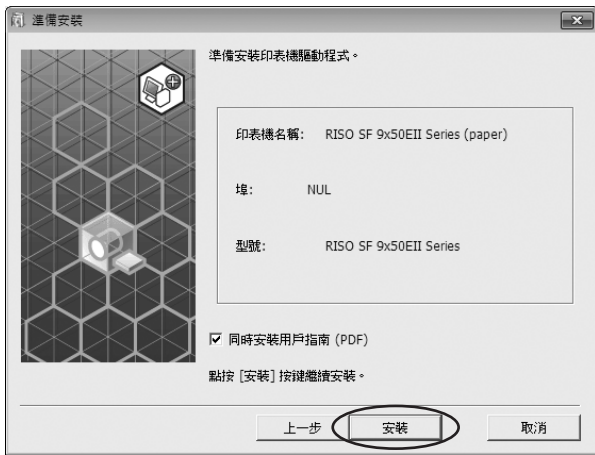 準備安裝
準備安裝印表機驅動程式。
印表機名稱: RISO SF 9x50EII Series (paper)
埠: NUL
型號: RISO SF 9x50EII Series
同時安裝用戶指南 (PDF)
點按 [安裝] 按鍵繼續安裝。
上一步 安裝 取消